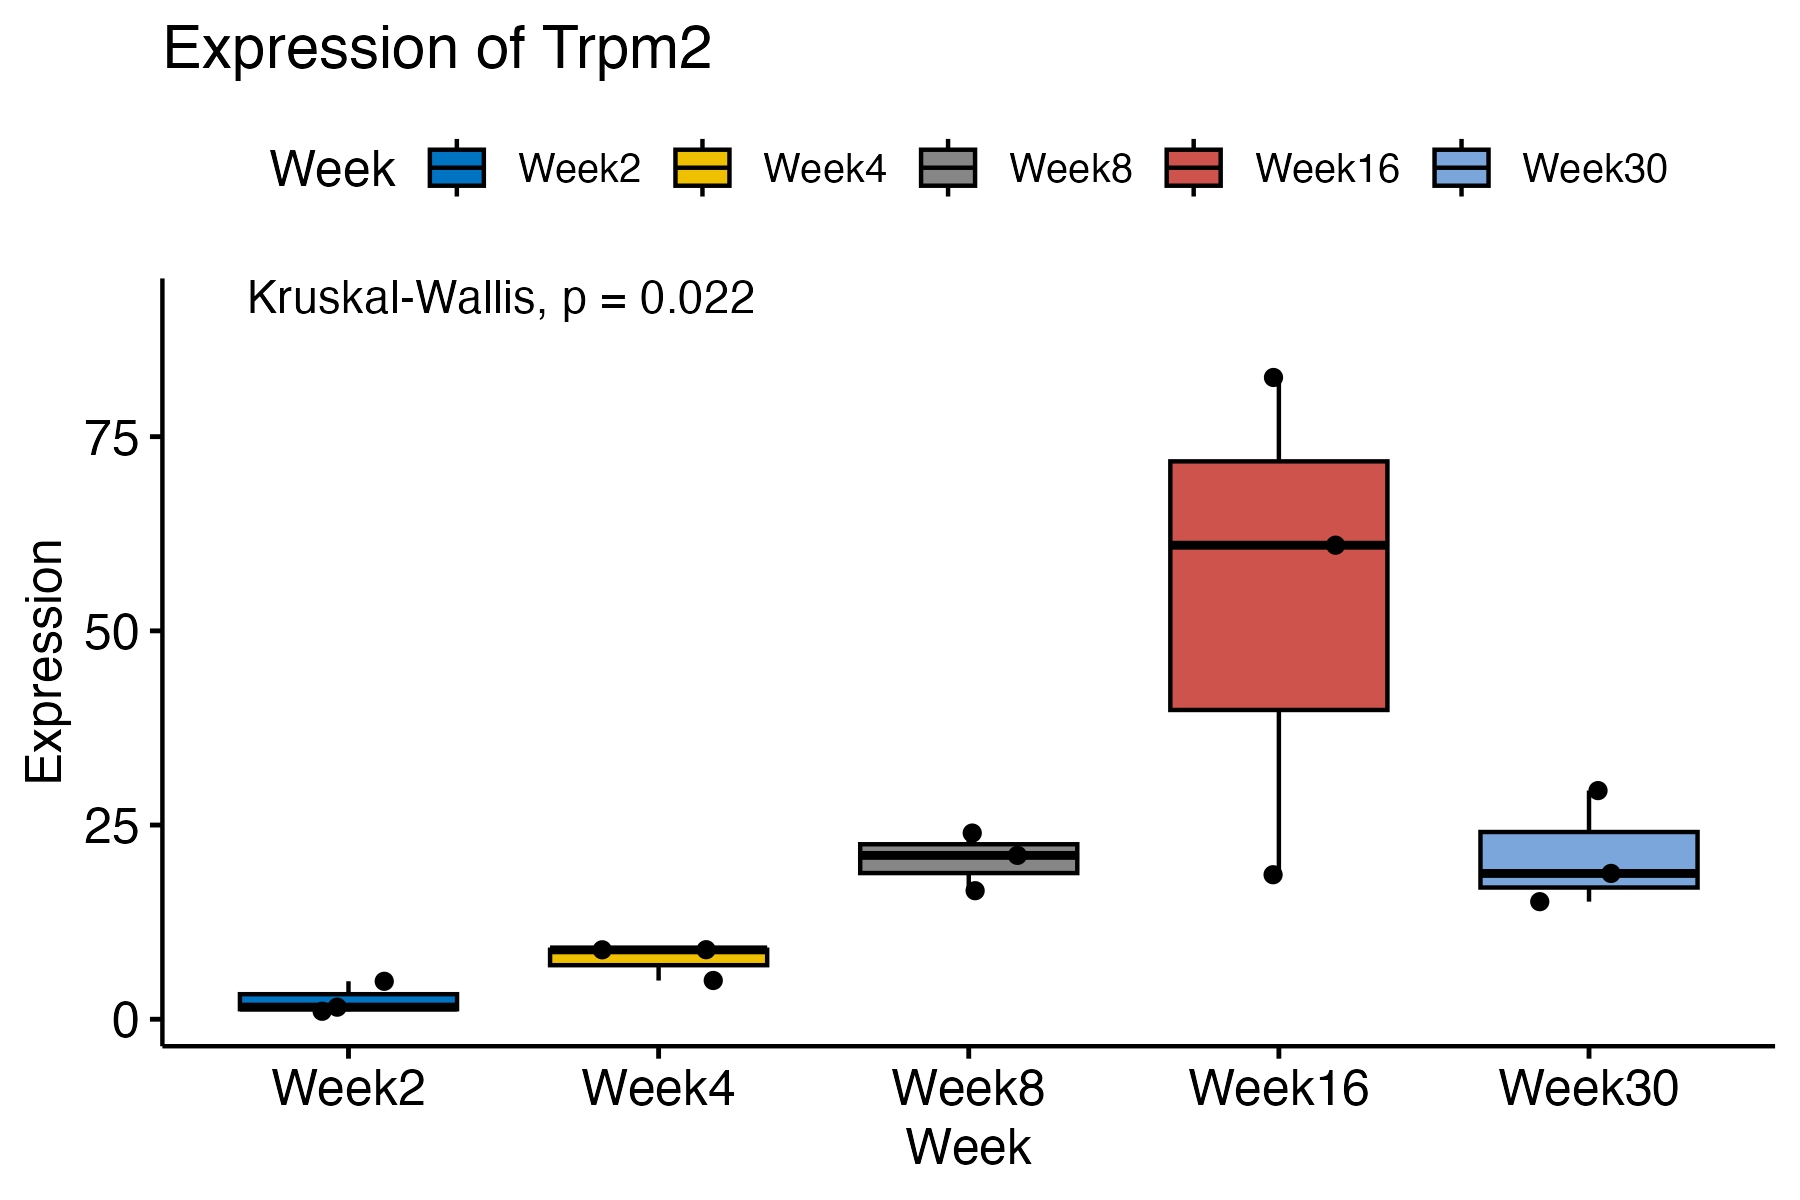 Expression of Trpm2
Week Week2 Week4 Week8 Week16 Week30
Kruskal-Wallis, p = 0.022
75
50
25
0
Expression
Week2 Week4 Week8 Week16 Week30
Week